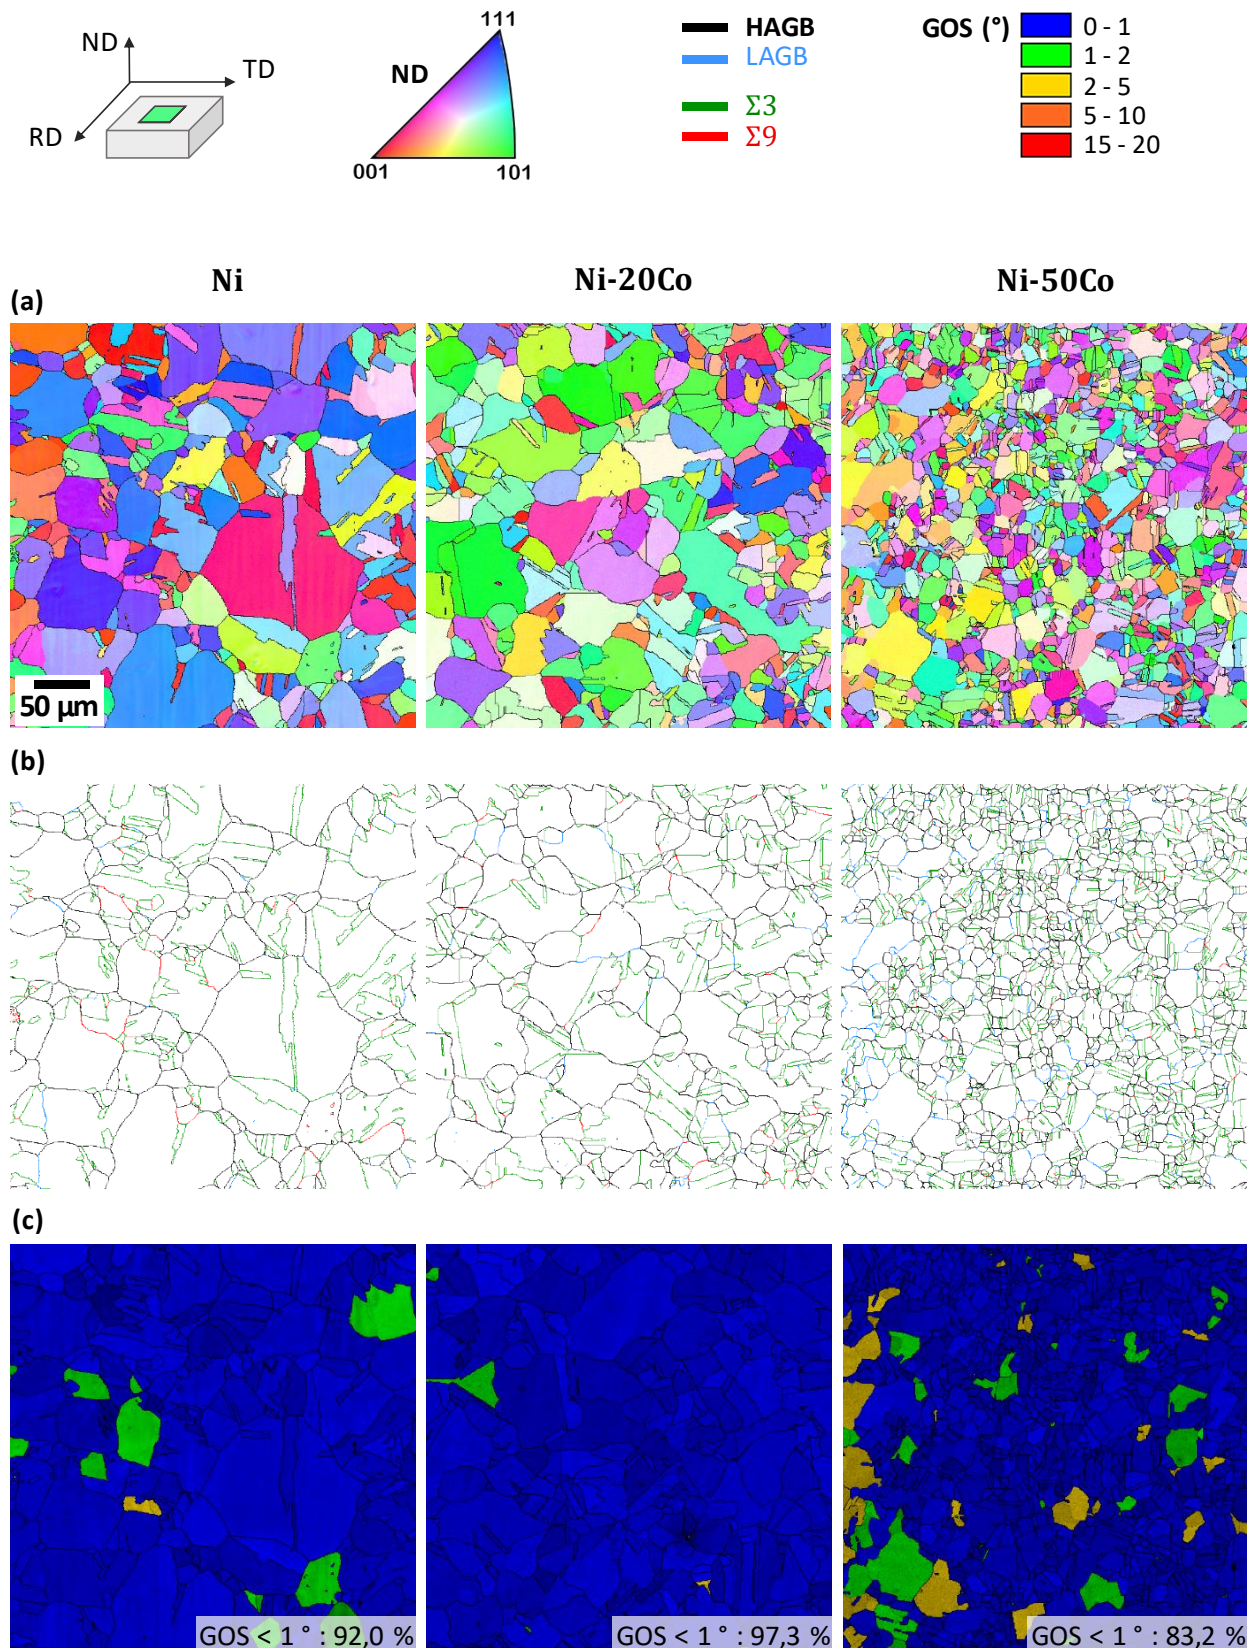 ND
TD
RD
111
ND
001
101
HAGB
LAGB
Σ3
Σ9
GOS (°)
0 - 1
1 - 2
2 - 5
5 - 10
15 - 20
Ni
Ni-20Co
Ni-50Co
(a)
50 µm
(b)
(c)
GOS < 1 ° : 92,0 %
GOS < 1 ° : 97,3 %
GOS < 1 ° : 83,2 %